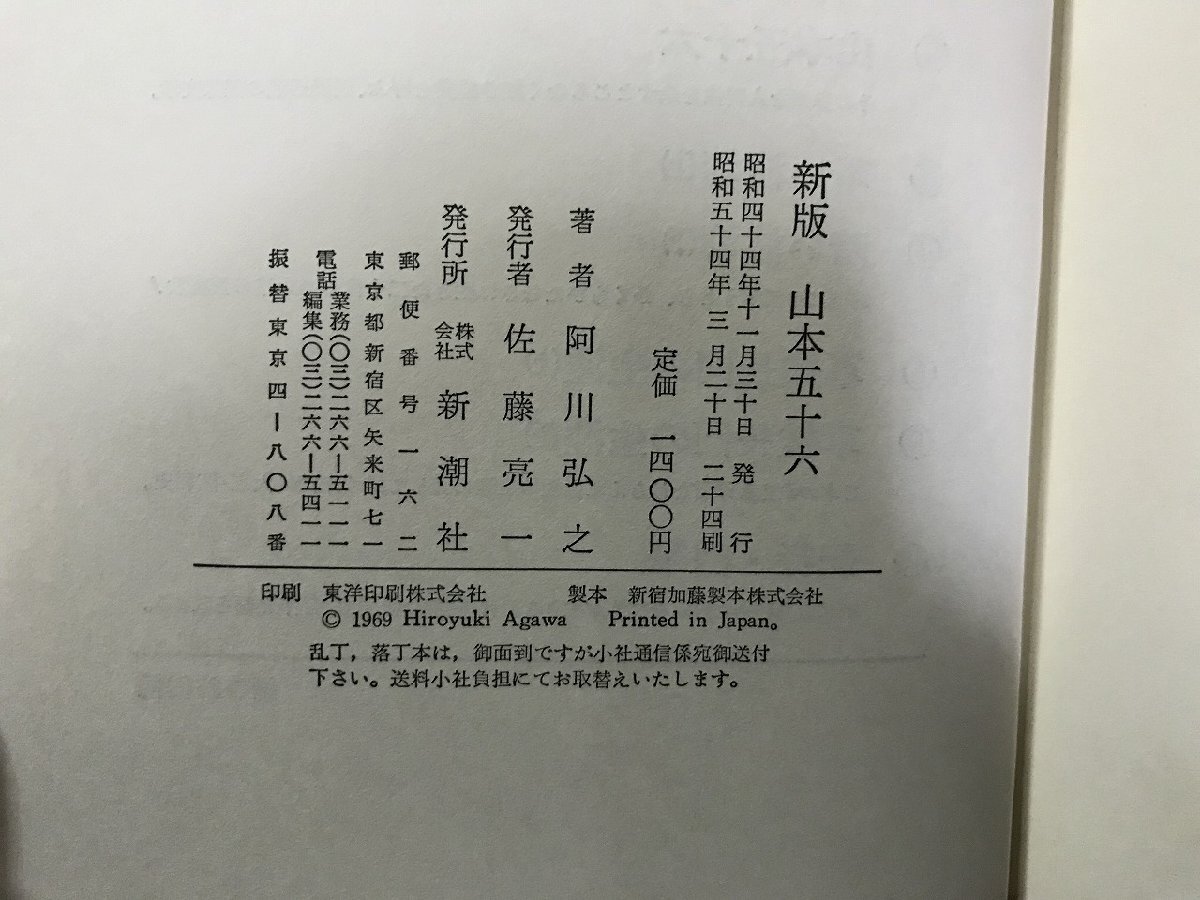 新版 山本五十六
昭和四十四年十一月三十日 発行
昭和五十四年 三月二十日 二十四刷
定価 一四〇〇円
著者 阿川弘之
発行者 佐藤亮一
発行所 株式会社 新潮社
郵便番号一六二
東京都新宿区矢来町七一
電話 業務(〇三)二六六―五一一一
編集(〇三)二六六―五四一一
振替東京四―八〇八番
印刷 東洋印刷株式会社 製本 新宿加藤製本株式会社
© 1969 Hiroyuki Agawa Printed in Japan。
乱丁,落丁本は,御面到ですが小社通信係宛御送付
下さい。送料小社負担にてお取替えいたします。